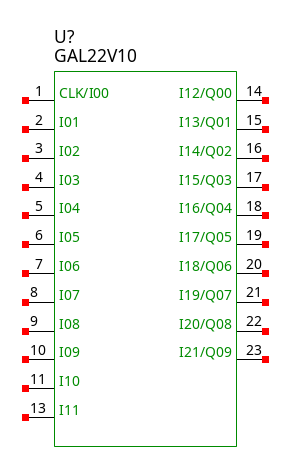 U?
GAL22V10
1 CLK/I00 I12/Q00 14
2 I01 I13/Q01 15
3 I02 I14/Q02 16
4 I03 I15/Q03 17
5 I04 I16/Q04 18
6 I05 I17/Q05 19
7 I06 I18/Q06 20
8 I07 I19/Q07 21
9 I08 I20/Q08 22
10 I09 I21/Q09 23
11 I10
13 I11